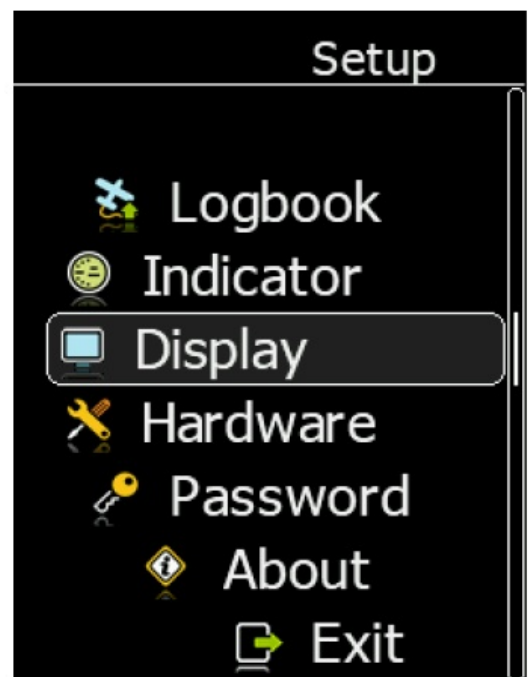 Setup
Logbook
Indicator
Display
Hardware
Password
About
Exit